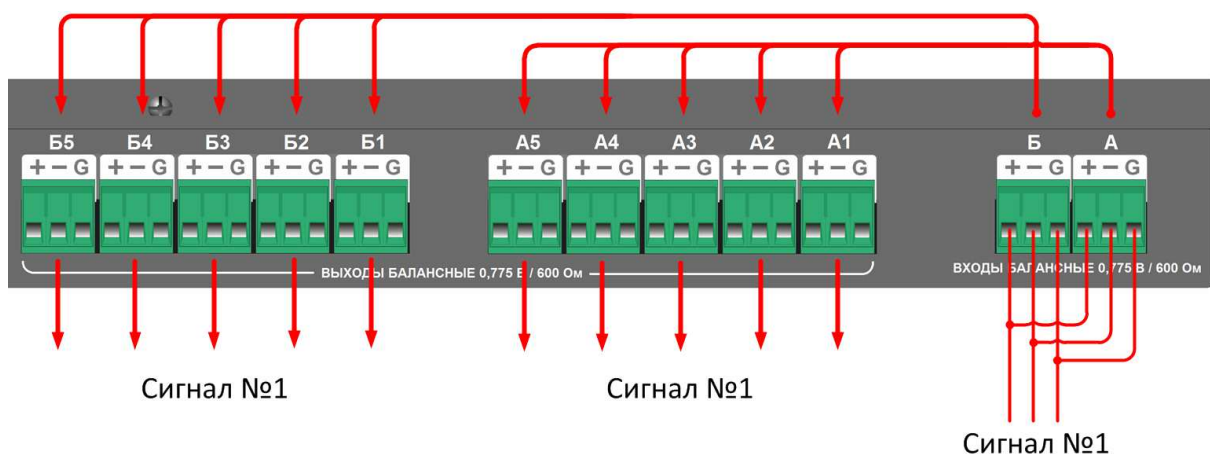 Б5 Б4 Б3 Б2 Б1 А5 А4 А3 А2 А1 Б А
+ − G + − G + − G + − G + − G + − G + − G + − G + − G + − G + − G + − G
ВЫХОДЫ БАЛАНСНЫЕ 0,775 В / 600 Ом
ВХОДЫ БАЛАНСНЫЕ 0,775 В / 600 Ом
Сигнал №1
Сигнал №1
Сигнал №1